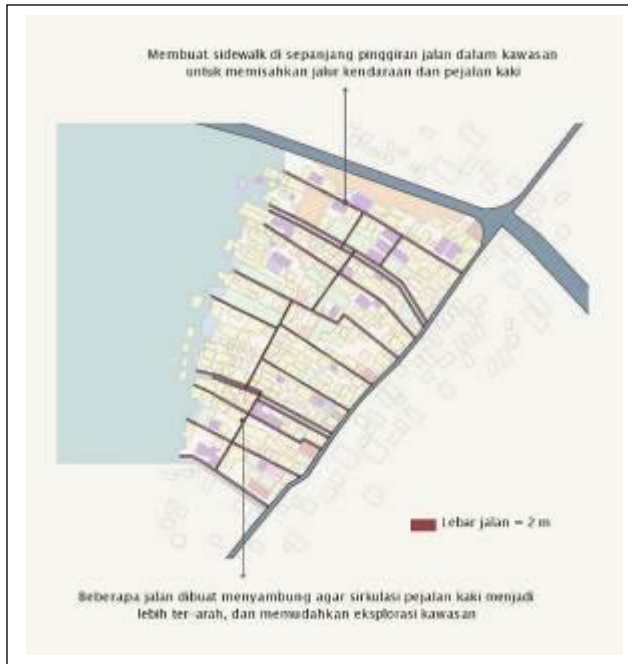 Membuat sidewalk di sepanjang pinggiran jalan dalam kawasan
untuk memisahkan jalur kendaraan dan pejalan kaki
Lebar jalan = 2 m
Beberapa jalan dibuat menyambung agar sirkulasi pejalan kaki menjadi
lebih ter-arah, dan memudahkan eksplorasi kawasan